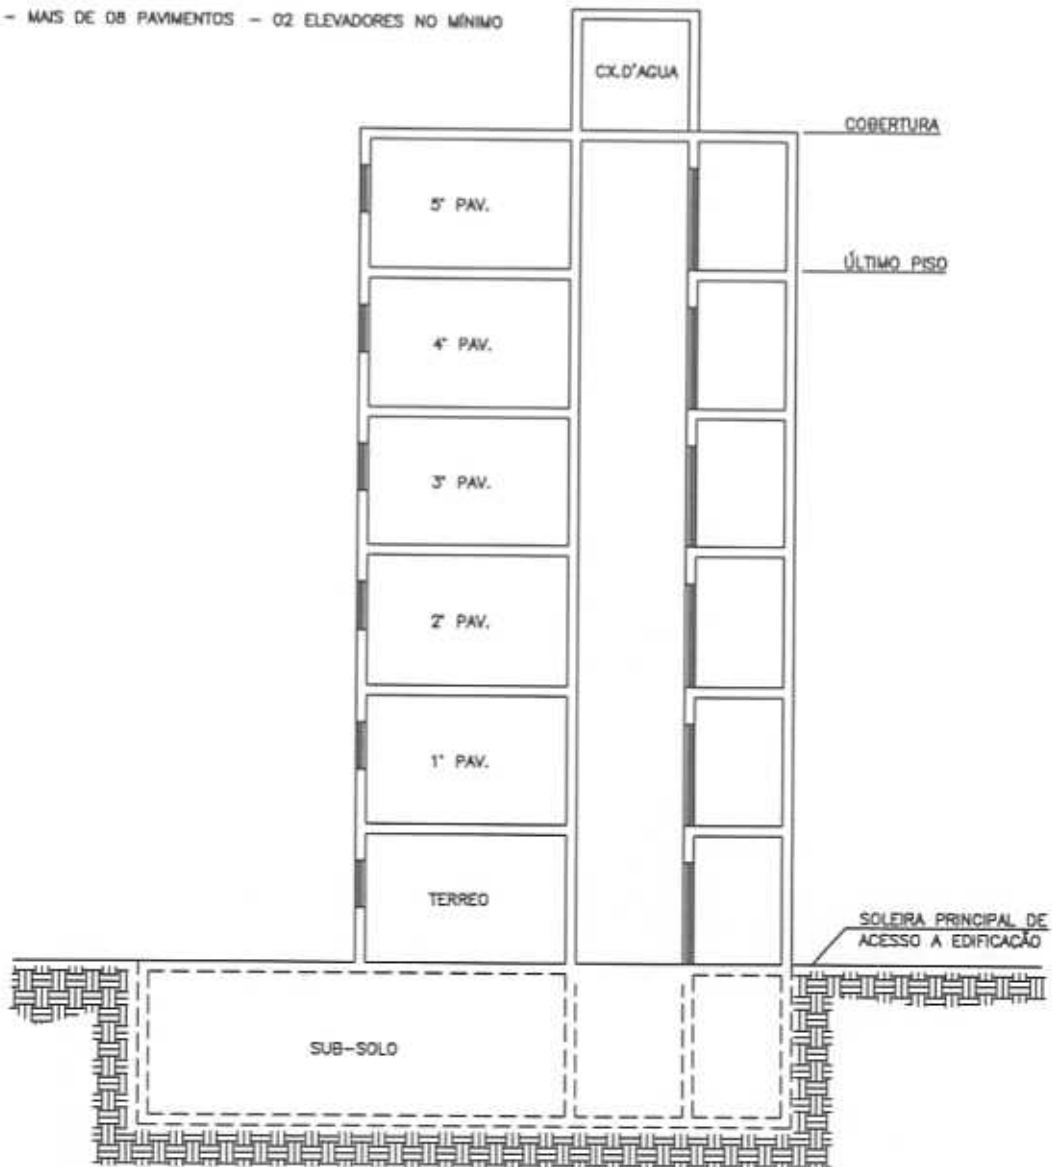 - MAIS DE 08 PAVIMENTOS - 02 ELEVADORES NO MÍNIMO
CX.D'AGUA
COBERTURA
5° PAV.
ÚLTIMO PISO
4° PAV.
3° PAV.
2° PAV.
1° PAV.
TERREO
SOLEIRA PRINCIPAL DE
ACESSO A EDIFICAÇÃO
SUB-SOLO